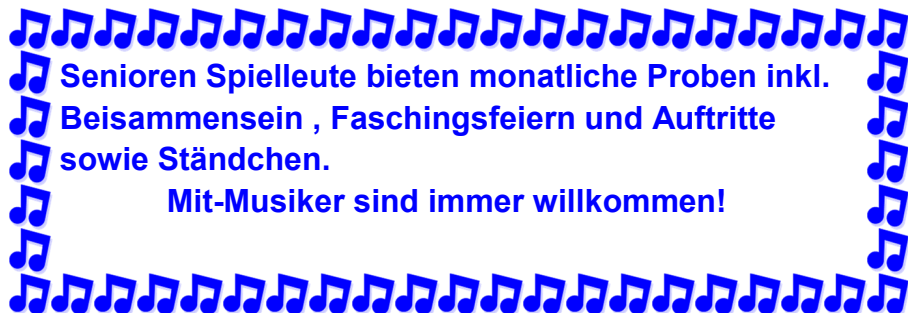 Senioren Spielleute bieten monatliche Proben inkl.
Beisammensein , Faschingsfeiern und Auftritte
sowie Ständchen.
Mit-Musiker sind immer willkommen!